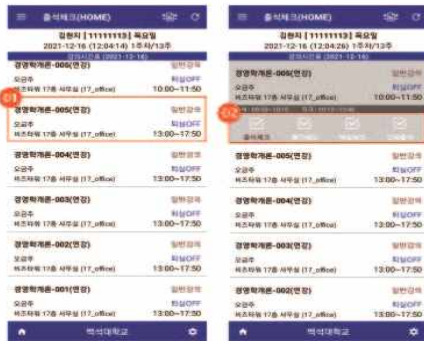 출석체크(HOME)
김현지 | 11111113 | 목요일
2021-12-16 (12:04:14) 1주차/13주
강의시간표 (2021-12-16)
경영학개론-006(연강)
일반강의
오금주
퇴실OFF
비즈타워 17층 사무실 (17_office)
10:00~11:50
01
경영학개론-005(연강)
일반강의
오금주
퇴실OFF
비즈타워 17층 사무실 (17_office)
13:00~17:50
경영학개론-004(연강)
일반강의
오금주
퇴실OFF
비즈타워 17층 사무실 (17_office)
13:00~17:50
경영학개론-003(연강)
일반강의
오금주
퇴실OFF
비즈타워 17층 사무실 (17_office)
13:00~17:50
경영학개론-002(연강)
일반강의
오금주
퇴실OFF
비즈타워 17층 사무실 (17_office)
13:00~17:50
경영학개론-001(연강)
일반강의
오금주
퇴실OFF
비즈타워 17층 사무실 (17_office)
13:00~17:50
백석대학교
출석체크(HOME)
김현지 | 11111113 | 목요일
2021-12-16 (12:04:26) 1주차/13주
강의시간표 (2021-12-16)
경영학개론-006(연강)
일반강의
오금주
퇴실OFF
비즈타워 17층 사무실 (17_office)
10:00~11:50
02
출석체크
경영학개론-005(연강)
일반강의
오금주
퇴실OFF
비즈타워 17층 사무실 (17_office)
13:00~17:50
경영학개론-004(연강)
일반강의
오금주
퇴실OFF
비즈타워 17층 사무실 (17_office)
13:00~17:50
경영학개론-003(연강)
일반강의
오금주
퇴실OFF
비즈타워 17층 사무실 (17_office)
13:00~17:50
경영학개론-002(연강)
일반강의
오금주
퇴실OFF
비즈타워 17층 사무실 (17_office)
13:00~17:50
백석대학교